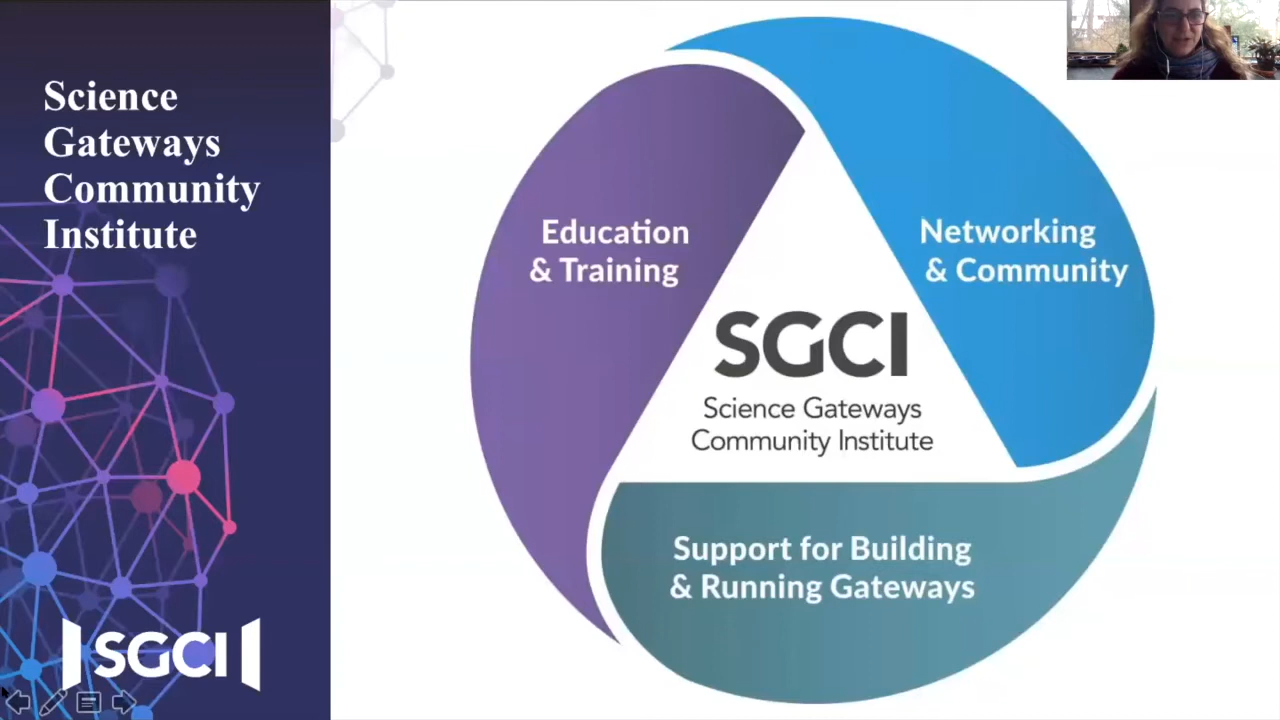 Science
Gateways
Community
Institute
Education
& Training
Networking
& Community
SGCI
Science Gateways
Community Institute
Support for Building
& Running Gateways
SGCI